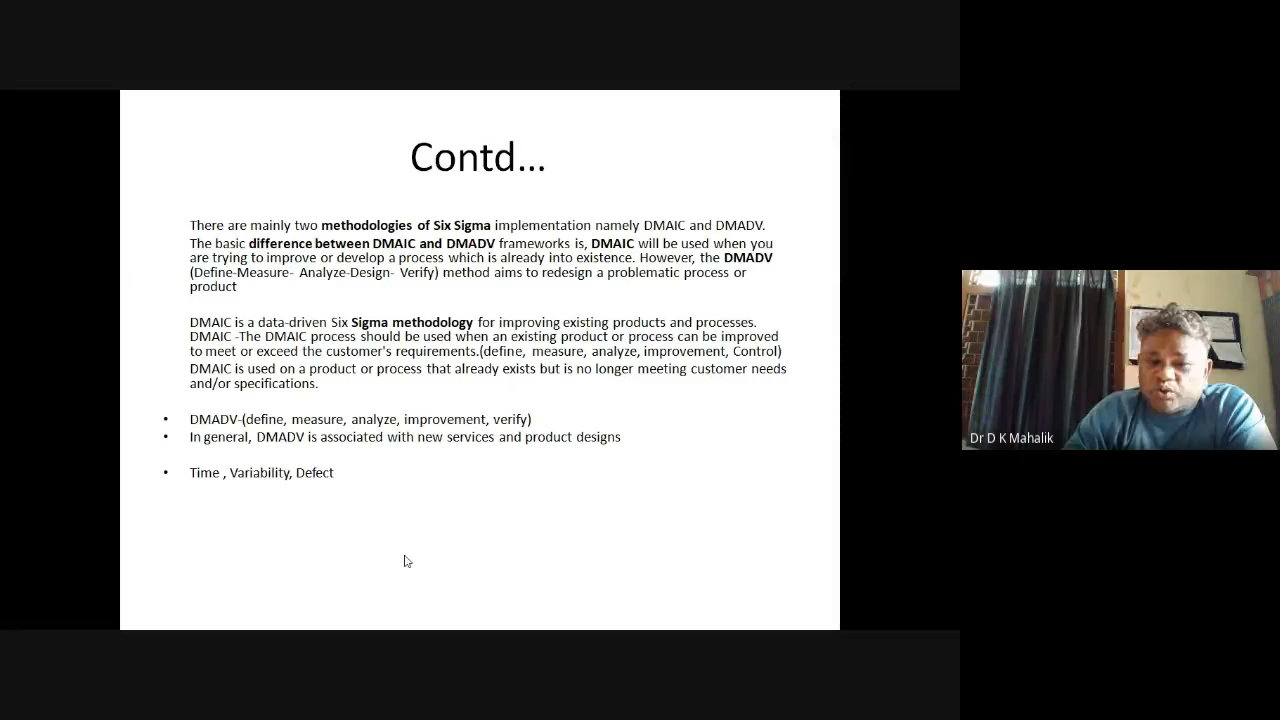 Contd...
There are mainly two methodologies of Six Sigma implementation namely DMAIC and DMADV.
The basic difference between DMAIC and DMADV frameworks is, DMAIC will be used when you
are trying to improve or develop a process which is already into existence. However, the DMADV
(Define-Measure- Analyze-Design- Verify) method aims to redesign a problematic process or
product
DMAIC is a data-driven Six Sigma methodology for improving existing products and processes.
DMAIC -The DMAIC process should be used when an existing product or process can be improved
to meet or exceed the customer's requirements.(define, measure, analyze, improvement, Control)
DMAIC is used on a product or process that already exists but is no longer meeting customer needs
and/or specifications.
• DMADV-(define, measure, analyze, improvement, verify)
• In general, DMADV is associated with new services and product designs
• Time , Variability, Defect
Dr D K Mahalik